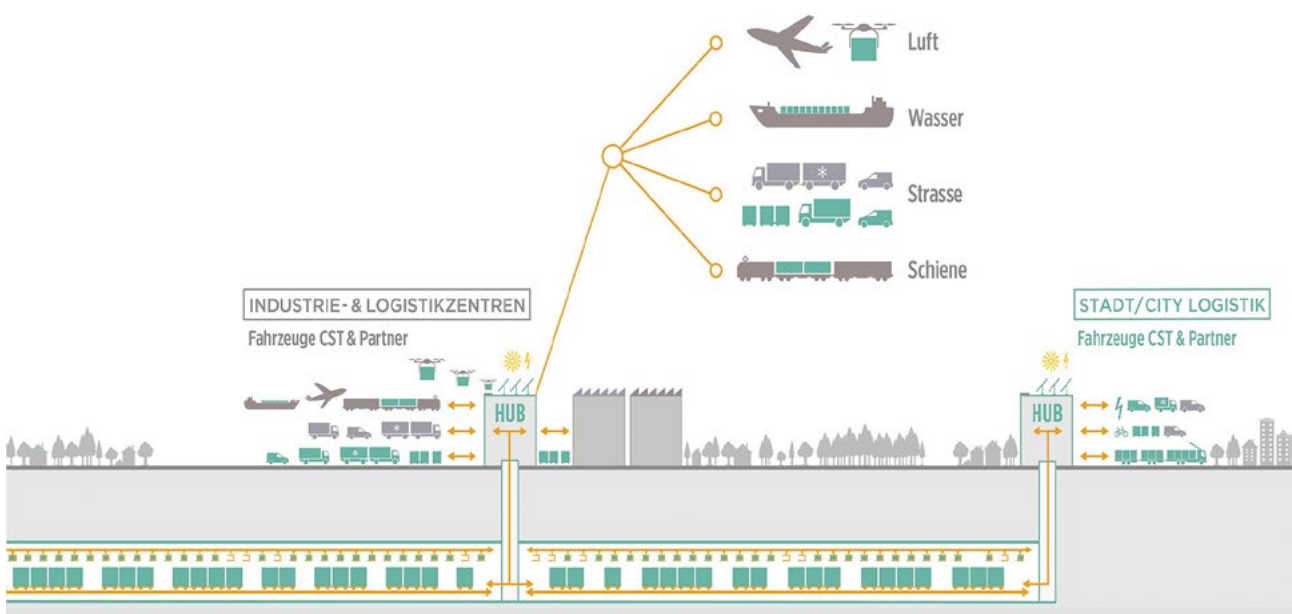 Luft
Wasser
Strasse
Schiene
INDUSTRIE- & LOGISTIKZENTREN
Fahrzeuge CST & Partner
STADT/CITY LOGISTIK
Fahrzeuge CST & Partner
HUB
HUB